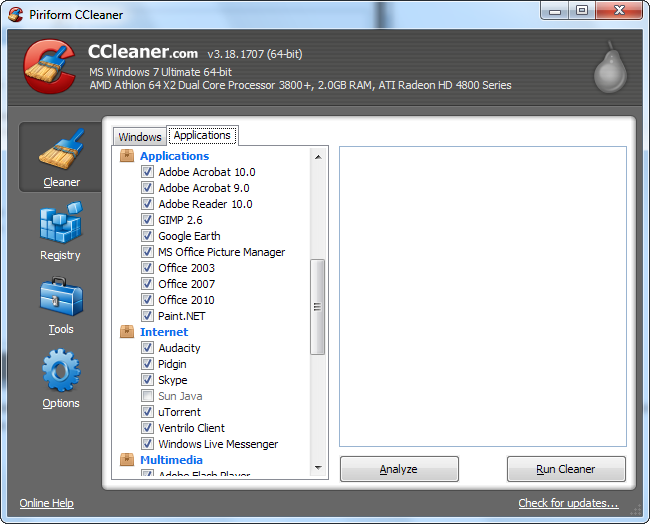 Piriform CCleaner
CCleaner.com v3.18.1707 (64-bit)
MS Windows 7 Ultimate 64-bit
AMD Athlon 64 X2 Dual Core Processor 3800+, 2.0GB RAM, ATI Radeon HD 4800 Series
Cleaner
Registry
Tools
Options
Windows
Applications
Applications
Adobe Acrobat 10.0
Adobe Acrobat 9.0
Adobe Reader 10.0
GIMP 2.6
Google Earth
MS Office Picture Manager
Office 2003
Office 2007
Office 2010
Paint.NET
Internet
Audacity
Pidgin
Skype
Sun Java
uTorrent
Ventrilo Client
Windows Live Messenger
Multimedia
Adobe Flash Player
Analyze
Run Cleaner
Online Help
Check for updates...